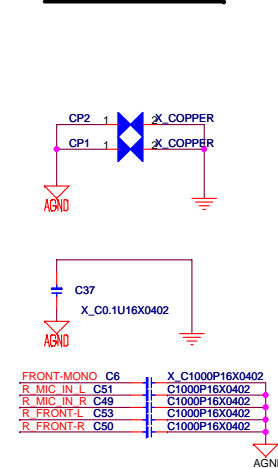 CP2 1 2 X_COPPER
CP1 1 2 X_COPPER
AGND
C37
X_C0.1U16X0402
AGND
FRONT-MONO C6 X_C1000P16X0402
R_MIC_IN_L C51 C1000P16X0402
R_MIC_IN_R C49 C1000P16X0402
R_FRONT-L C53 C1000P16X0402
R_FRONT-R C50 C1000P16X0402
AGND